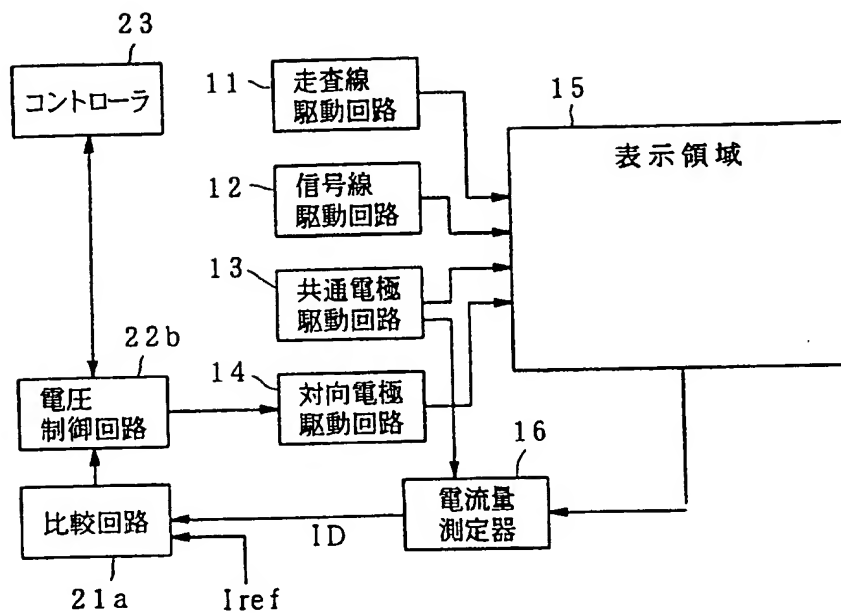 23
コントローラ
11
走査線
駆動回路
15
表示領域
12
信号線
駆動回路
13
共通電極
駆動回路
22b
電圧
制御回路
14
対向電極
駆動回路
16
電流量
測定器
比較回路
ID
21a
Iref